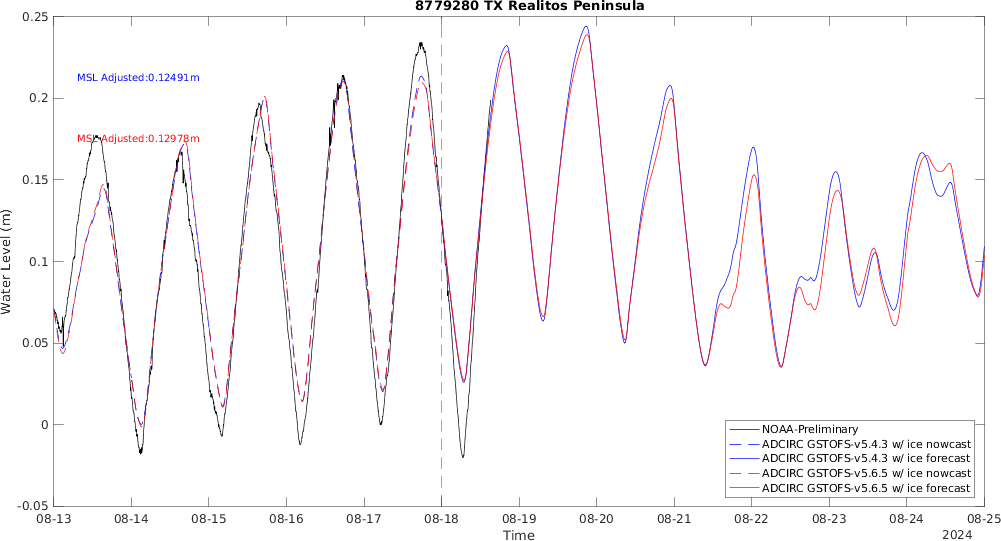 8779280 TX Realitos Peninsula
0.25
0.2
0.15
0.1
0.05
0
-0.05
Water Level (m)
MSL Adjusted:0.12491m
MSL Adjusted:0.12978m
NOAA-Preliminary
ADCIRC GSTOFS-v5.4.3 w/ ice nowcast
ADCIRC GSTOFS-v5.4.3 w/ ice forecast
ADCIRC GSTOFS-v5.6.5 w/ ice nowcast
ADCIRC GSTOFS-v5.6.5 w/ ice forecast
08-13 08-14 08-15 08-16 08-17 08-18 08-19 08-20 08-21 08-22 08-23 08-24 08-25
Time
2024